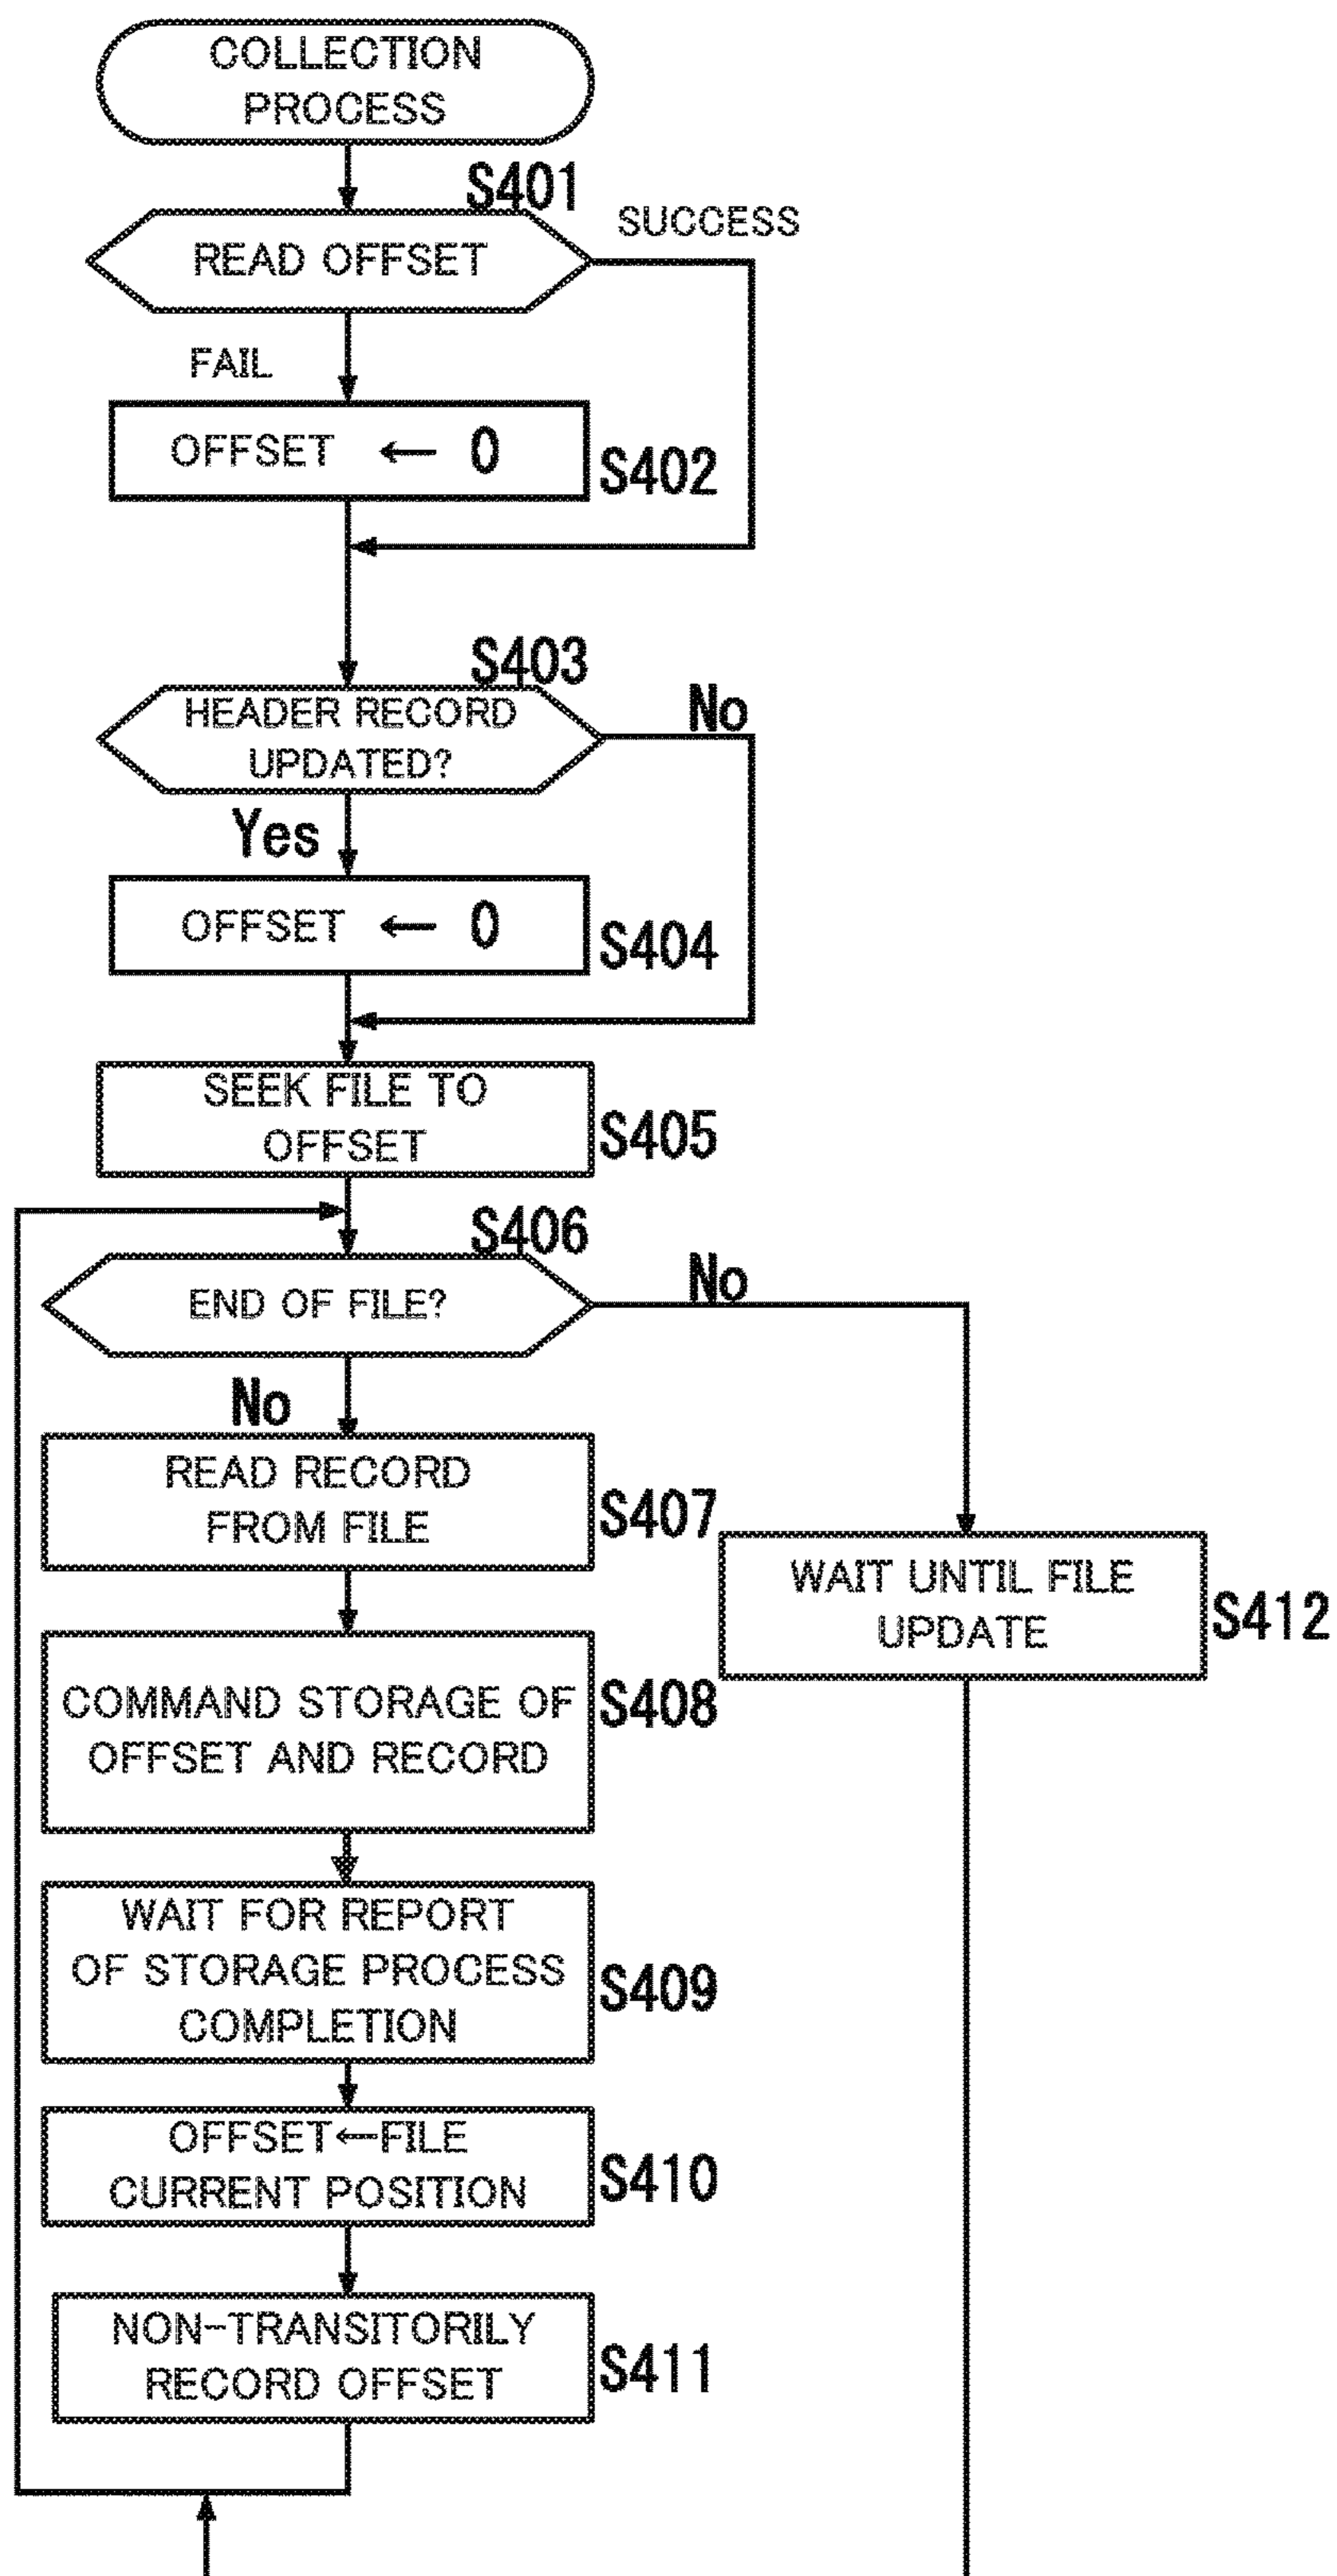 COLLECTION
PROCESS
S401
SUCCESS
READ OFFSET
FAIL
OFFSET ← 0
S402
S403
No
HEADER RECORD
UPDATED?
Yes
OFFSET ← 0
S404
SEEK FILE TO
OFFSET
S405
S406
No
END OF FILE?
No
READ RECORD
FROM FILE
S407
WAIT UNTIL FILE
UPDATE
S412
COMMAND STORAGE OF
OFFSET AND RECORD
S408
WAIT FOR REPORT
OF STORAGE PROCESS
COMPLETION
S409
OFFSET←FILE
CURRENT POSITION
S410
NON-TRANSITORILY
RECORD OFFSET
S411